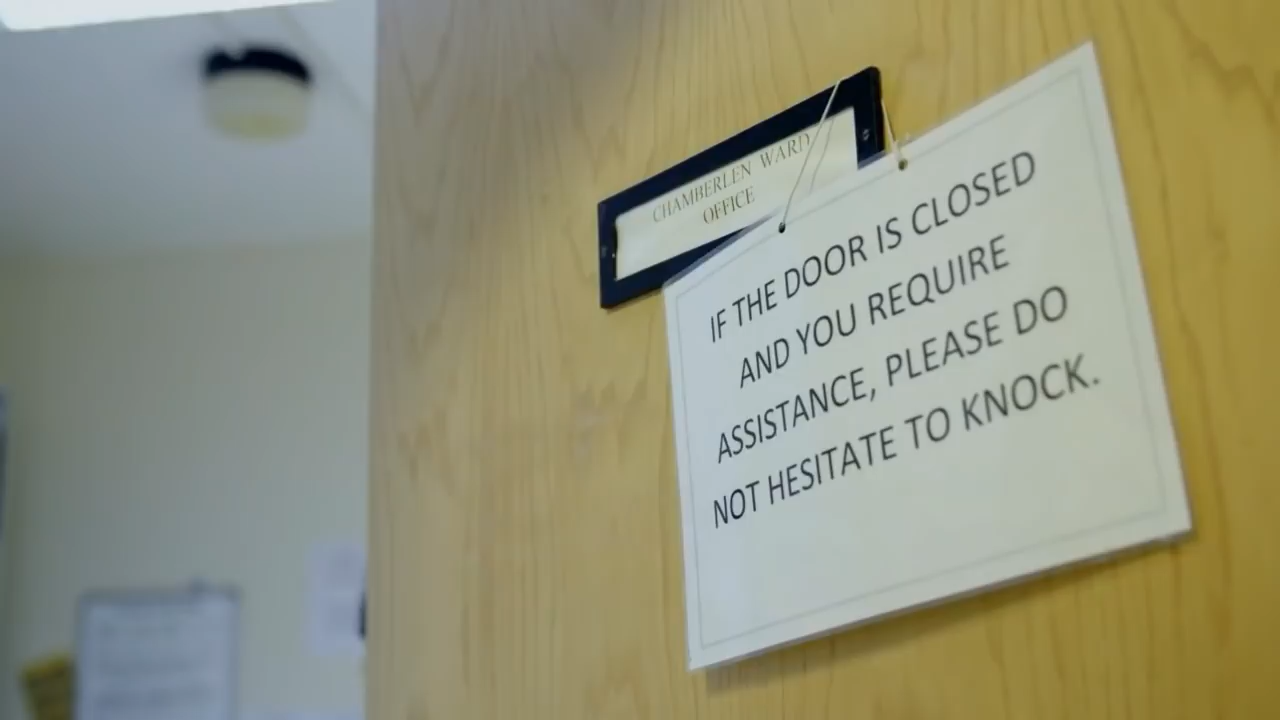 CHAMBERLEN WARD
OFFICE
IF THE DOOR IS CLOSED
AND YOU REQUIRE
ASSISTANCE, PLEASE DO
NOT HESITATE TO KNOCK.